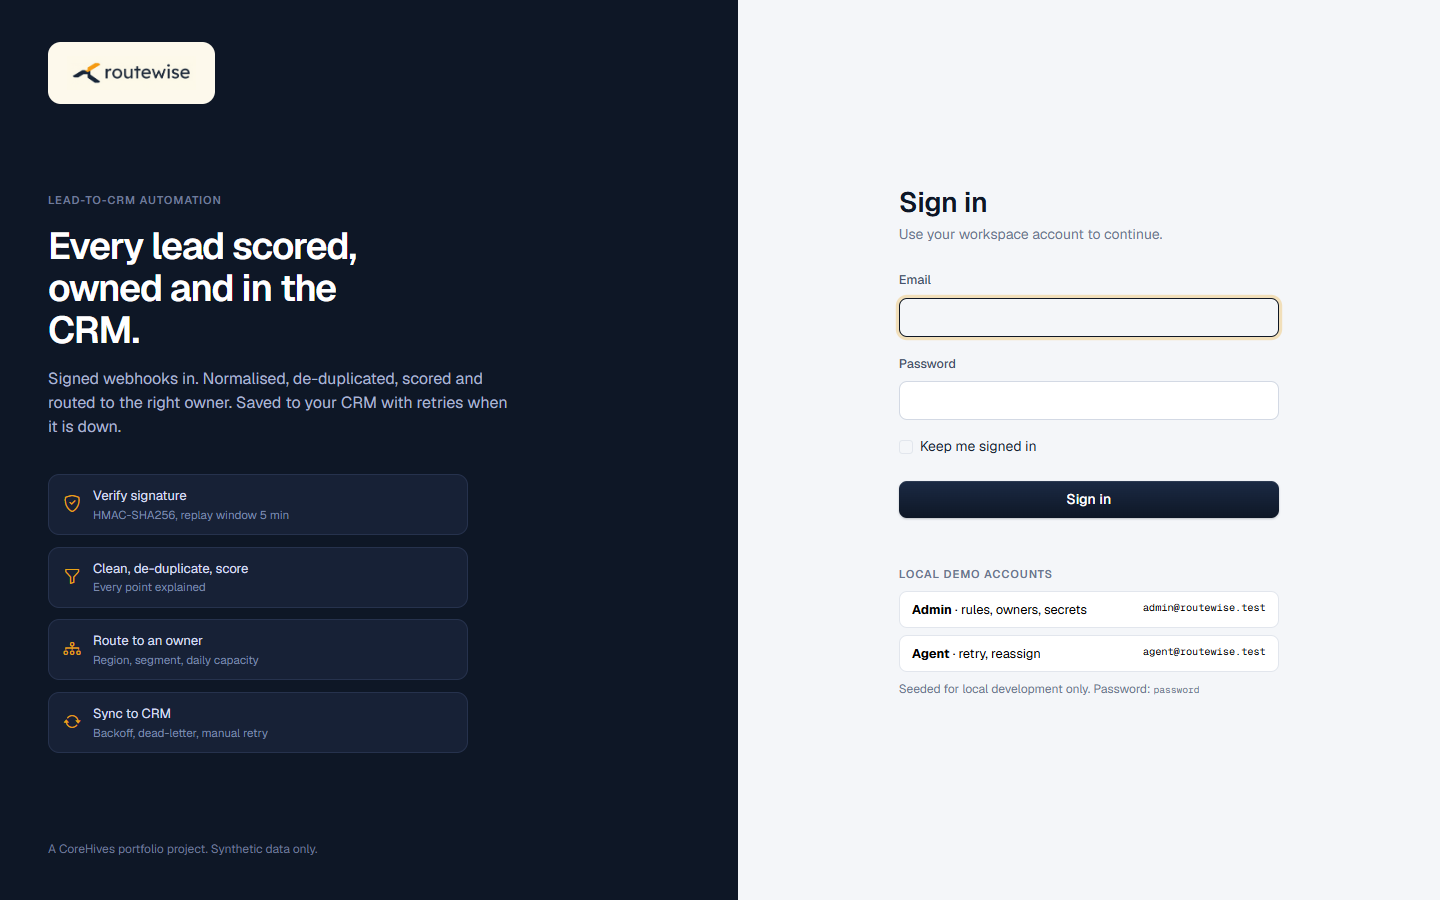 routewise
LEAD-TO-CRM AUTOMATION
Every lead scored,
owned and in the
CRM.
Signed webhooks in. Normalised, de-duplicated, scored and
routed to the right owner. Saved to your CRM with retries when
it is down.
Verify signature
HMAC-SHA256, replay window 5 min
Clean, de-duplicate, score
Every point explained
Route to an owner
Region, segment, daily capacity
Sync to CRM
Backoff, dead-letter, manual retry
A CoreHives portfolio project. Synthetic data only.
Sign in
Use your workspace account to continue.
Email
Password
Keep me signed in
Sign in
LOCAL DEMO ACCOUNTS
Admin · rules, owners, secrets admin@routewise.test
Agent · retry, reassign agent@routewise.test
Seeded for local development only. Password: password